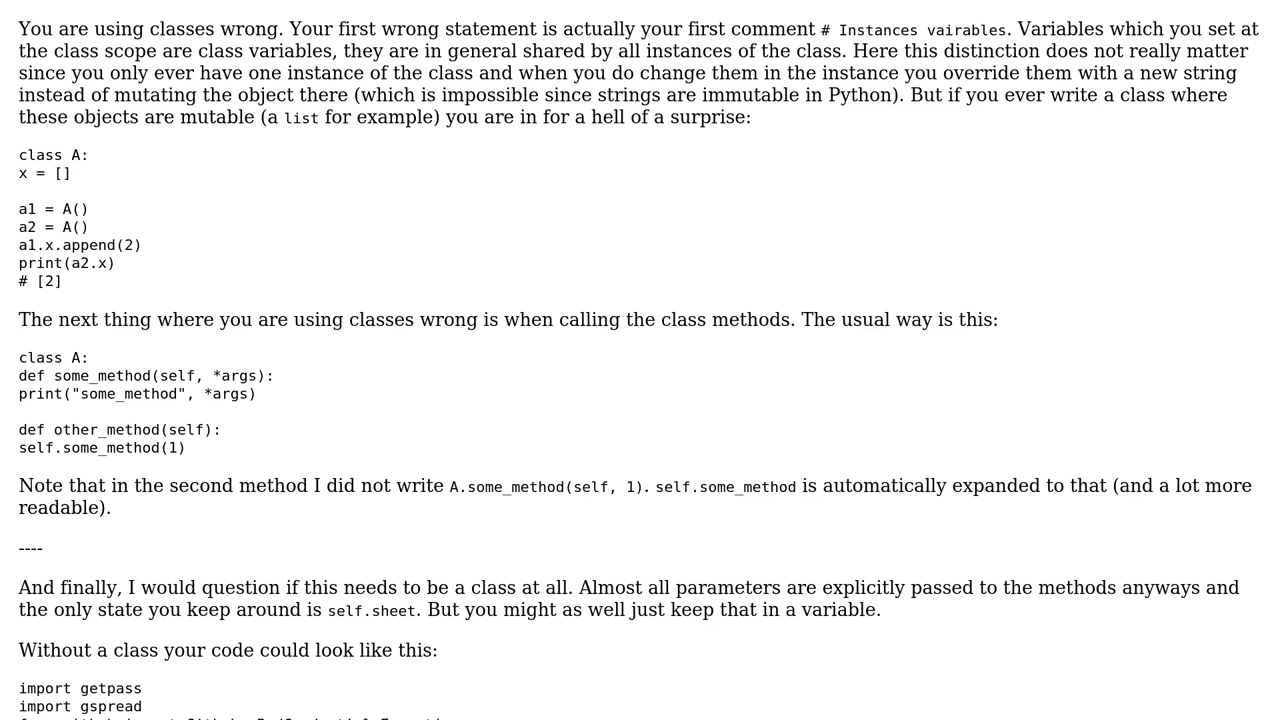 You are using classes wrong. Your first wrong statement is actually your first comment # Instances vairables. Variables which you set at
the class scope are class variables, they are in general shared by all instances of the class. Here this distinction does not really matter
since you only ever have one instance of the class and when you do change them in the instance you override them with a new string
instead of mutating the object there (which is impossible since strings are immutable in Python). But if you ever write a class where
these objects are mutable (a list for example) you are in for a hell of a surprise:
class A:
x = []
a1 = A()
a2 = A()
a1.x.append(2)
print(a2.x)
# [2]
The next thing where you are using classes wrong is when calling the class methods. The usual way is this:
class A:
def some_method(self, *args):
print("some_method", *args)
def other_method(self):
self.some_method(1)
Note that in the second method I did not write A.some_method(self, 1). self.some_method is automatically expanded to that (and a lot more
readable).
----
And finally, I would question if this needs to be a class at all. Almost all parameters are explicitly passed to the methods anyways and
the only state you keep around is self.sheet. But you might as well just keep that in a variable.
Without a class your code could look like this:
import getpass
import gspread